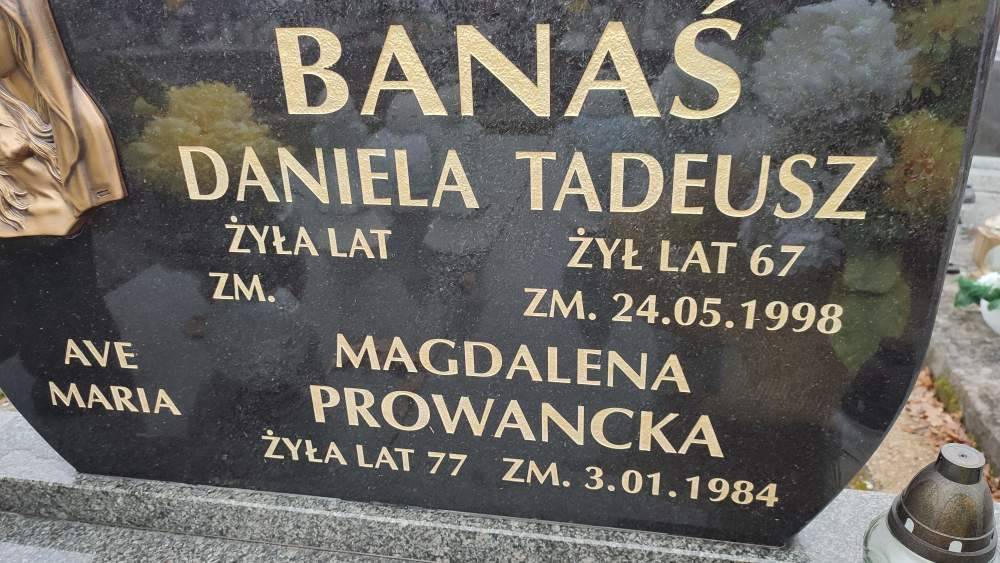 BANAŚ
DANIELA TADEUSZ
ŻYŁA LAT ŻYŁ LAT 67
ZM. ZM. 24.05.1998
AVE MARIA
MAGDALENA
PROWANCKA
ŻYŁA LAT 77 ZM. 3.01.1984